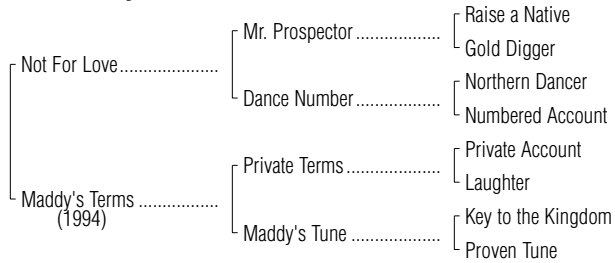 Raise a Native
Mr. Prospector ..................
Gold Digger
Not For Love.....................
Northern Dancer
Dance Number ..................
Numbered Account
Private Account
Private Terms ....................
Laughter
Maddy's Terms .................
(1994)
Key to the Kingdom
Maddy's Tune ...................
Proven Tune